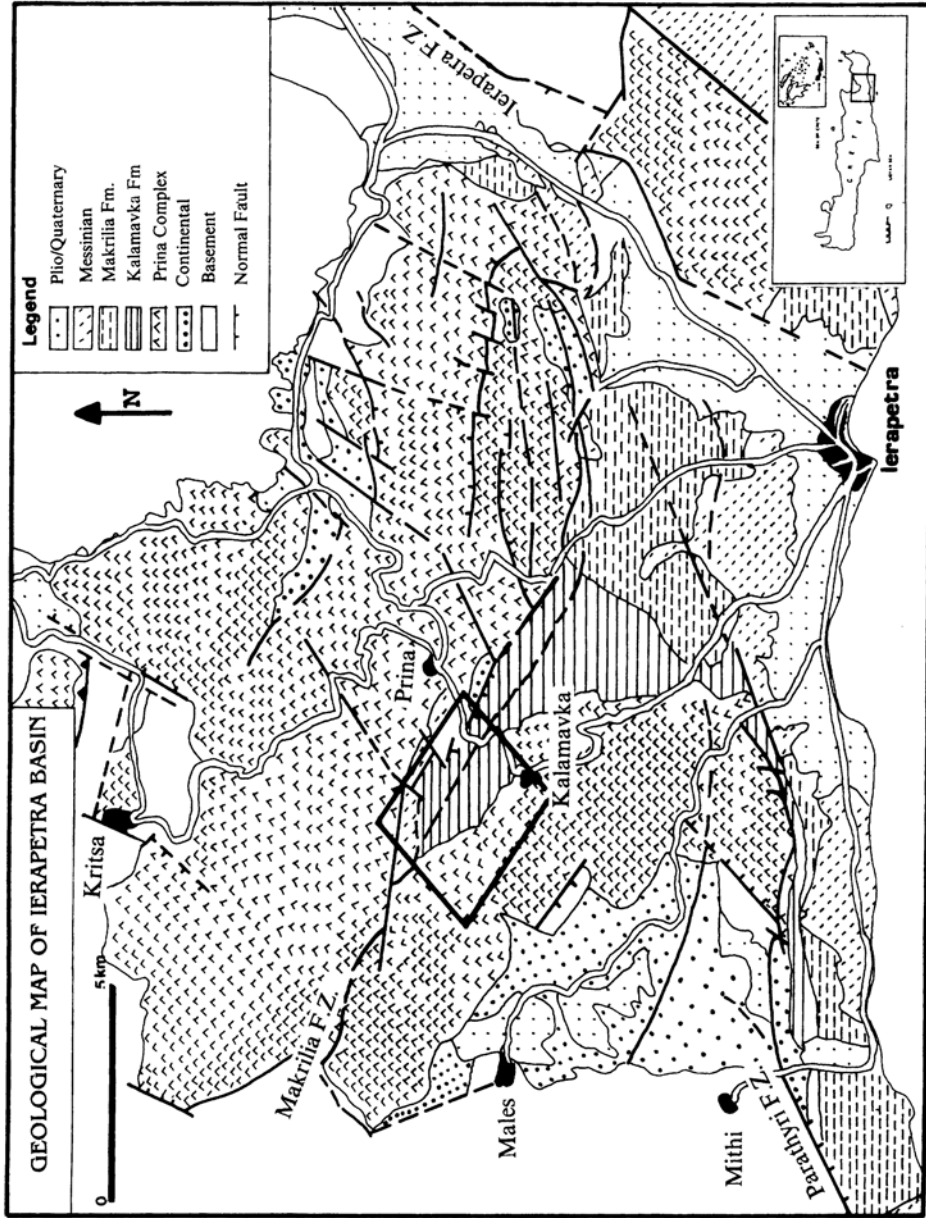 GEOLOGICAL MAP OF IERAPETRA BASIN
0 5km
N
Legend
Plio/Quaternary
Messinian
Makrilia Fm.
Kalamavka Fm
Prina Complex
Continental
Basement
Normal Fault
Kritsa
Prina
Kalamavka
Makrilia F.Z.
Males
Mithi
Parathyri F.Z.
Ierapetra F.Z.
Ierapetra
C R E T E